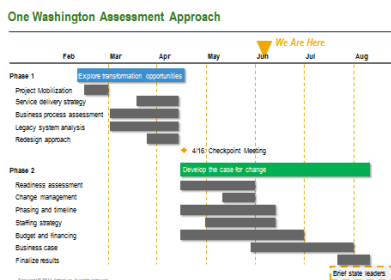 One Washington Assessment Approach
We Are Here
Feb Mar Apr May Jun Jul Aug
Phase 1 Explore transformation opportunities
Project Mobilization
Service delivery strategy
Business process assessment
Legacy system analysis
Redesign approach
4/16: Checkpoint Meeting
Phase 2 Develop the case for change
Readiness assessment
Change management
Phasing and timeline
Staffing strategy
Budget and financing
Business case
Finalize results
Brief state leaders